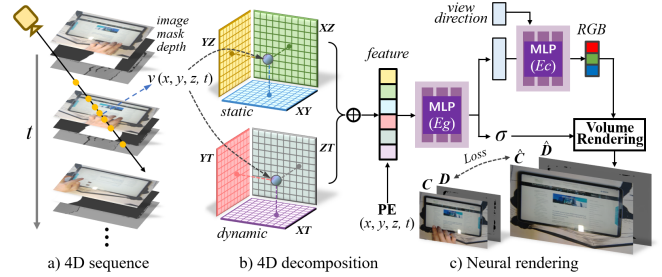 image
mask
depth
t
v (x, y, z, t)
a) 4D sequence
YZ
XZ
XY
static
YT
ZT
XT
dynamic
b) 4D decomposition
feature
PE
(x, y, z, t)
MLP
(Eg)
view
direction
MLP
(Ec)
RGB
σ
Volume
Rendering
Loss
C D
Ĉ D̂
c) Neural rendering